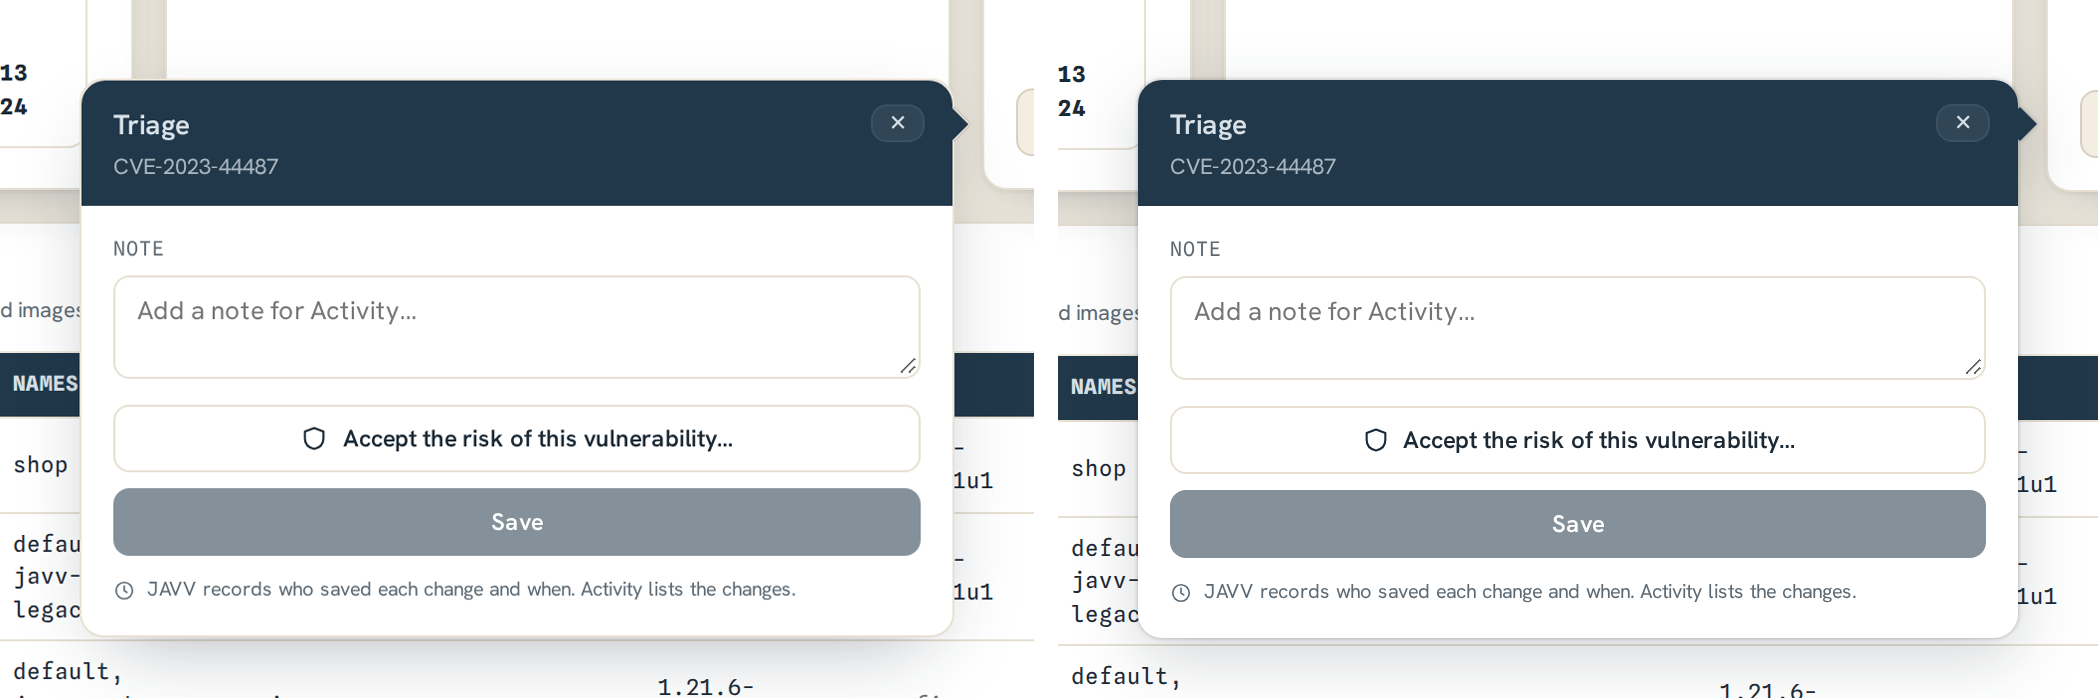 13
24
Triage
CVE-2023-44487
NOTE
Add a note for Activity...
Accept the risk of this vulnerability...
Save
JAVV records who saved each change and when. Activity lists the changes.
d images
NAMES
shop
-
1u1
defau
javv-
legac
-
1u1
default,
1.21.6-
13
24
Triage
CVE-2023-44487
NOTE
Add a note for Activity...
Accept the risk of this vulnerability...
Save
JAVV records who saved each change and when. Activity lists the changes.
d images
NAMES
shop
-
1u1
defau
javv-
legac
-
1u1
default,
1.21.6-